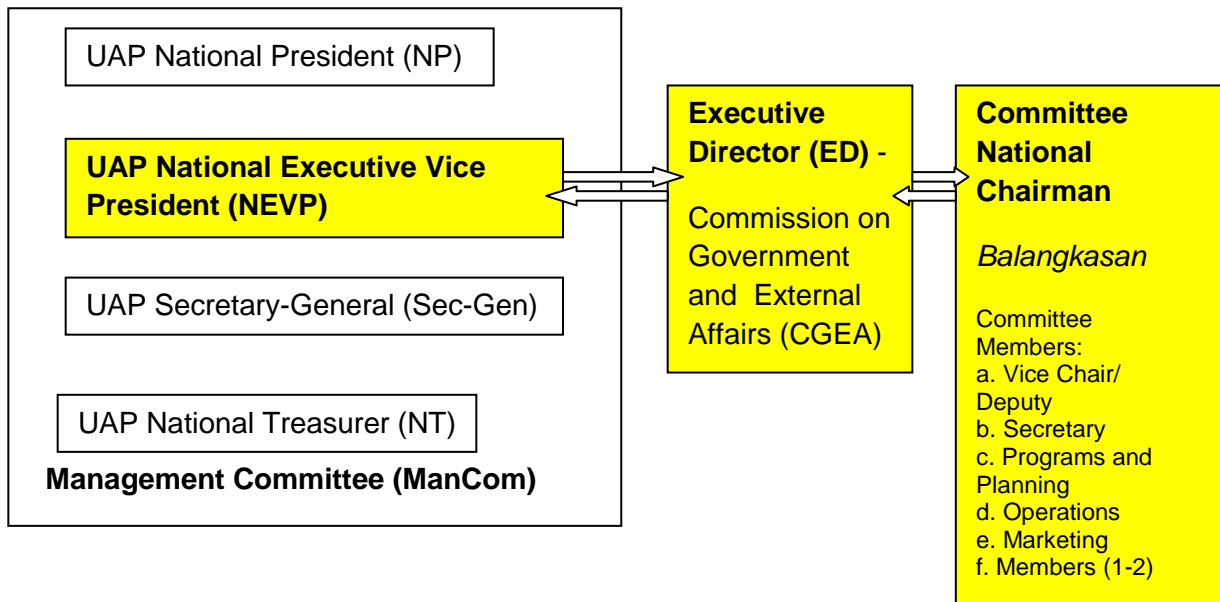 UAP National President (NP)
UAP National Executive Vice
President (NEVP)
UAP Secretary-General (Sec-Gen)
UAP National Treasurer (NT)
Management Committee (ManCom)
Executive
Director (ED) -
Commission on
Government
and External
Affairs (CGEA)
Committee
National
Chairman
Balangkasan
Committee
Members:
a. Vice Chair/
Deputy
b. Secretary
c. Programs and
Planning
d. Operations
e. Marketing
f. Members (1-2)